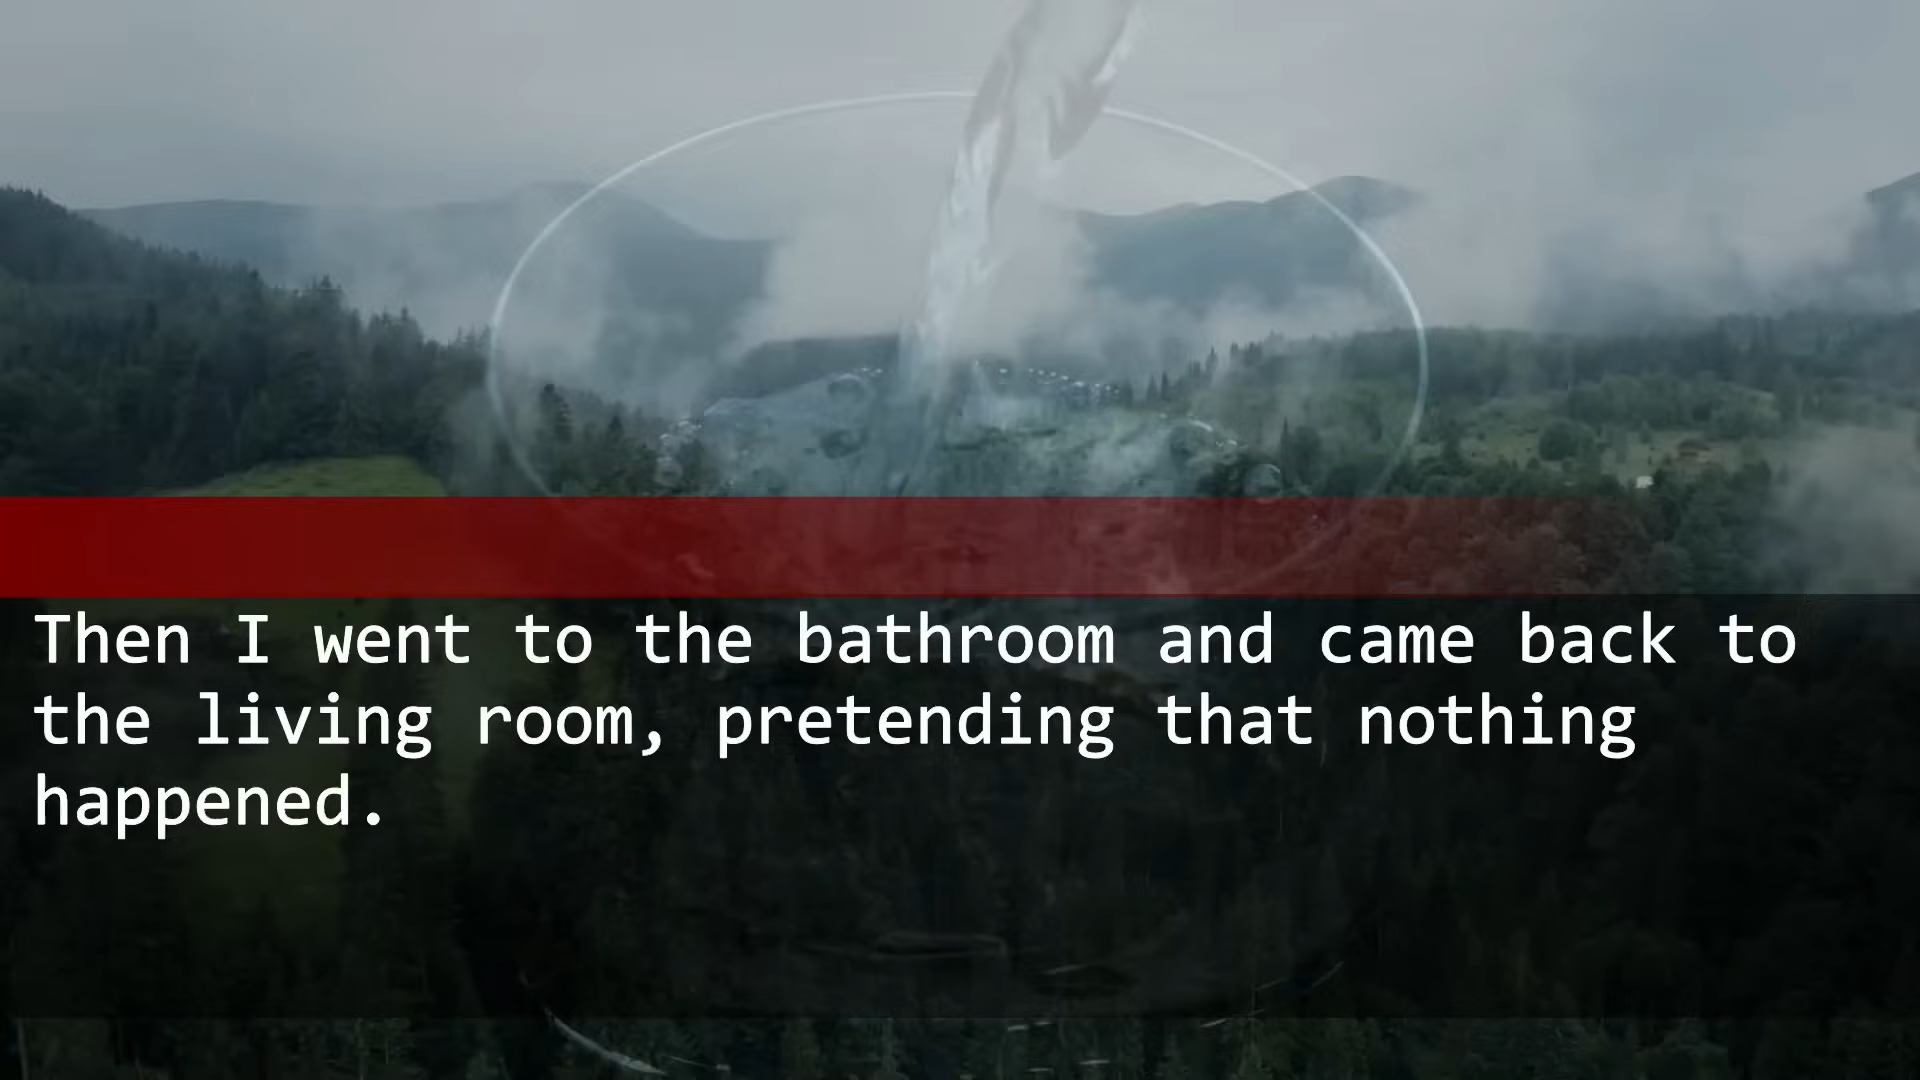 Then I went to the bathroom and came back to
the living room, pretending that nothing
happened.